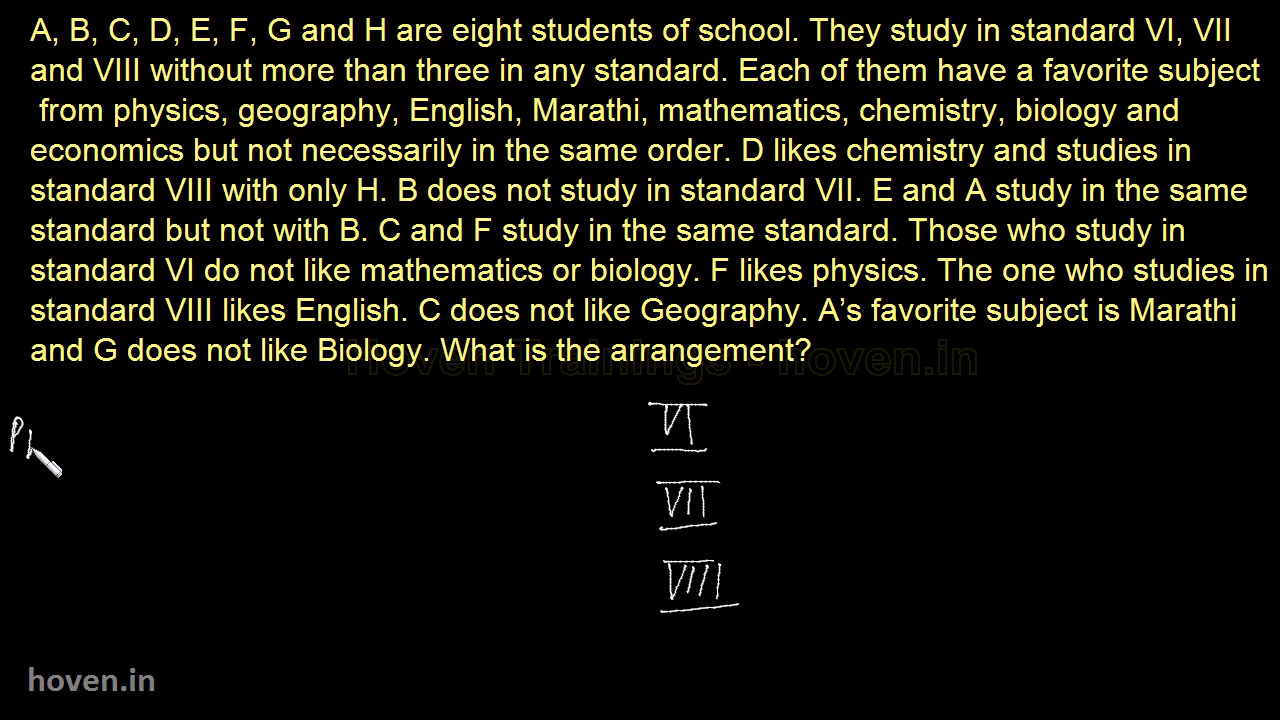 A, B, C, D, E, F, G and H are eight students of school. They study in standard VI, VII
and VIII without more than three in any standard. Each of them have a favorite subject
from physics, geography, English, Marathi, mathematics, chemistry, biology and
economics but not necessarily in the same order. D likes chemistry and studies in
standard VIII with only H. B does not study in standard VII. E and A study in the same
standard but not with B. C and F study in the same standard. Those who study in
standard VI do not like mathematics or biology. F likes physics. The one who studies in
standard VIII likes English. C does not like Geography. A’s favorite subject is Marathi
and G does not like Biology. What is the arrangement?
Hoven Trainings - hoven.in
VI
Ph
VII
VIII
hoven.in